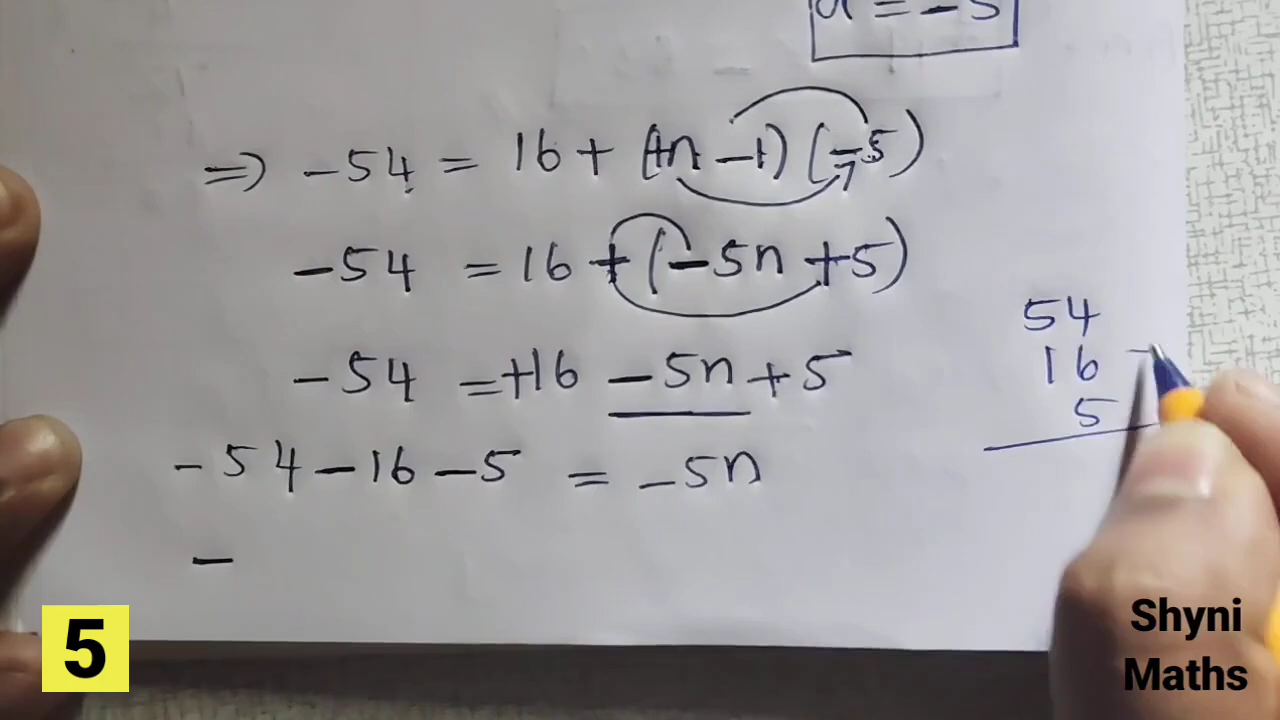 d = -5
=) -54 = 16 + (+n -1) (-5)
-54 = 16 + (-5n +5)
-54 = +16 -5n +5
-54 -16 -5 = -5n
-
54
16
5
5
Shyni
Maths